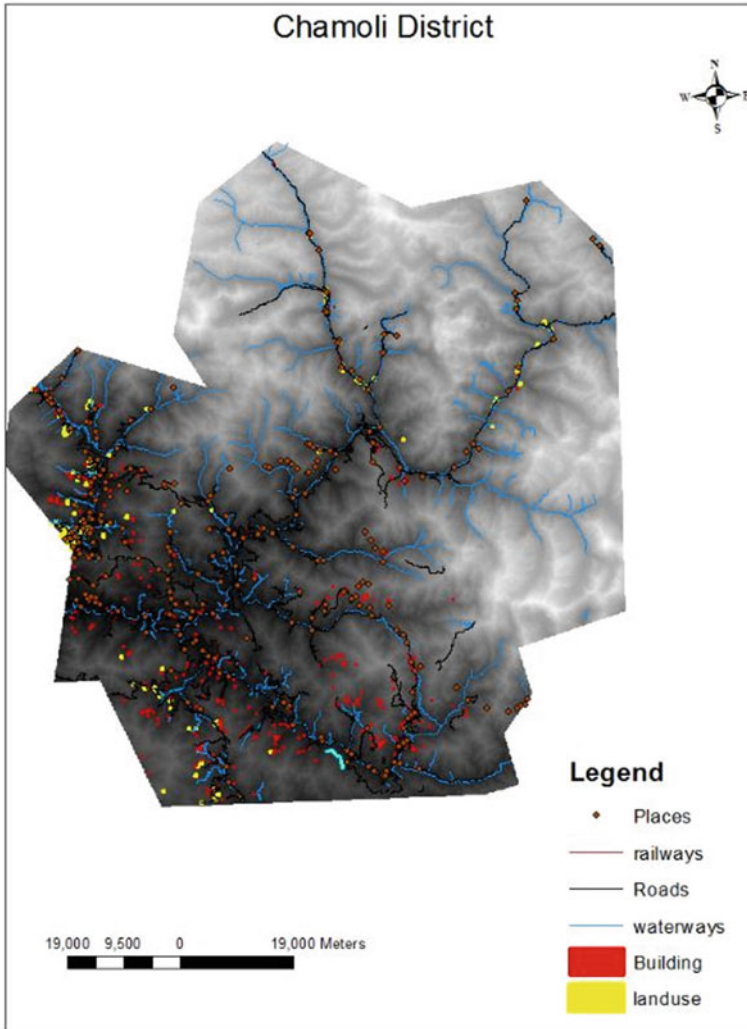 Chamoli District
N
W
E
S
Legend
Places
railways
Roads
waterways
Building
landuse
19,000 9,500 0 19,000 Meters